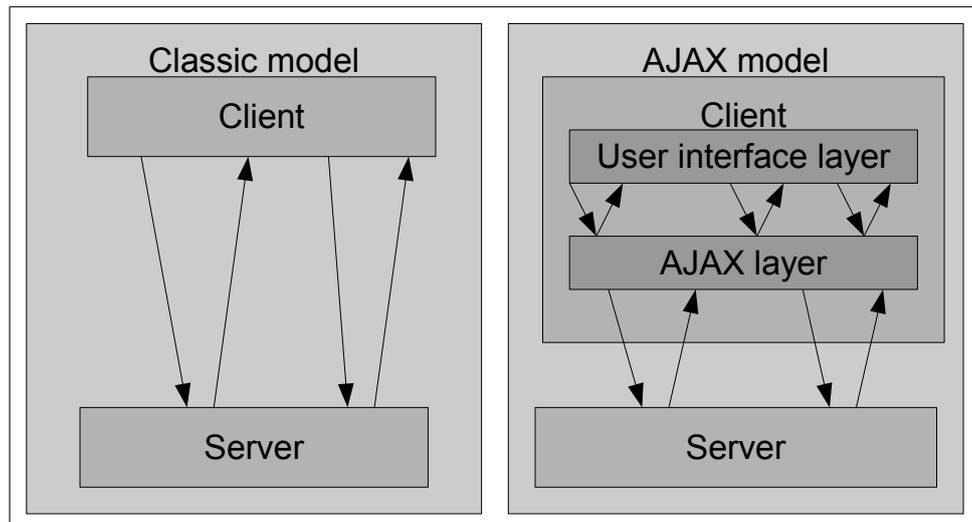 Classic model
Client
Server
AJAX model
Client
User interface layer
AJAX layer
Server